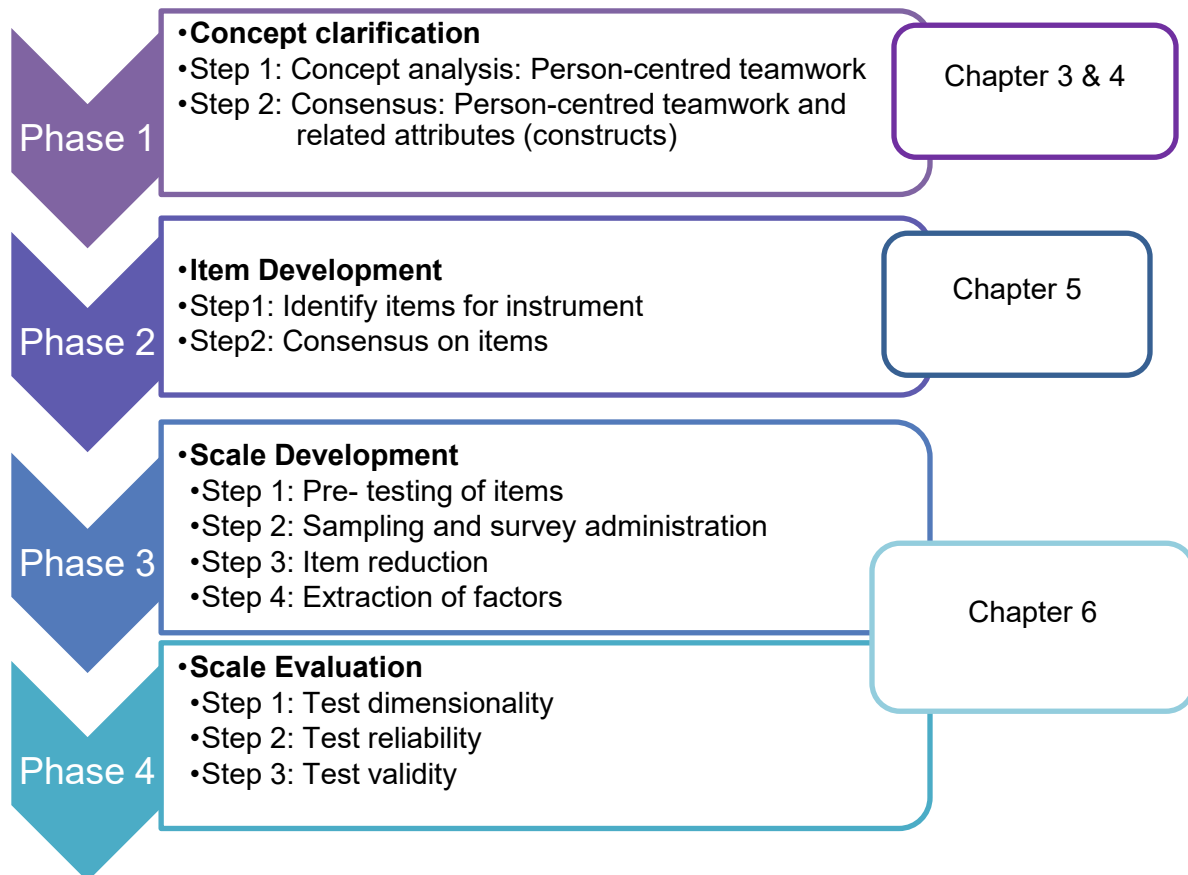 Phase 1
•Concept clarification
•Step 1: Concept analysis: Person-centred teamwork
•Step 2: Consensus: Person-centred teamwork and
related attributes (constructs)
Chapter 3 & 4
Phase 2
•Item Development
•Step1: Identify items for instrument
•Step2: Consensus on items
Chapter 5
Phase 3
•Scale Development
•Step 1: Pre- testing of items
•Step 2: Sampling and survey administration
•Step 3: Item reduction
•Step 4: Extraction of factors
Chapter 6
Phase 4
•Scale Evaluation
•Step 1: Test dimensionality
•Step 2: Test reliability
•Step 3: Test validity